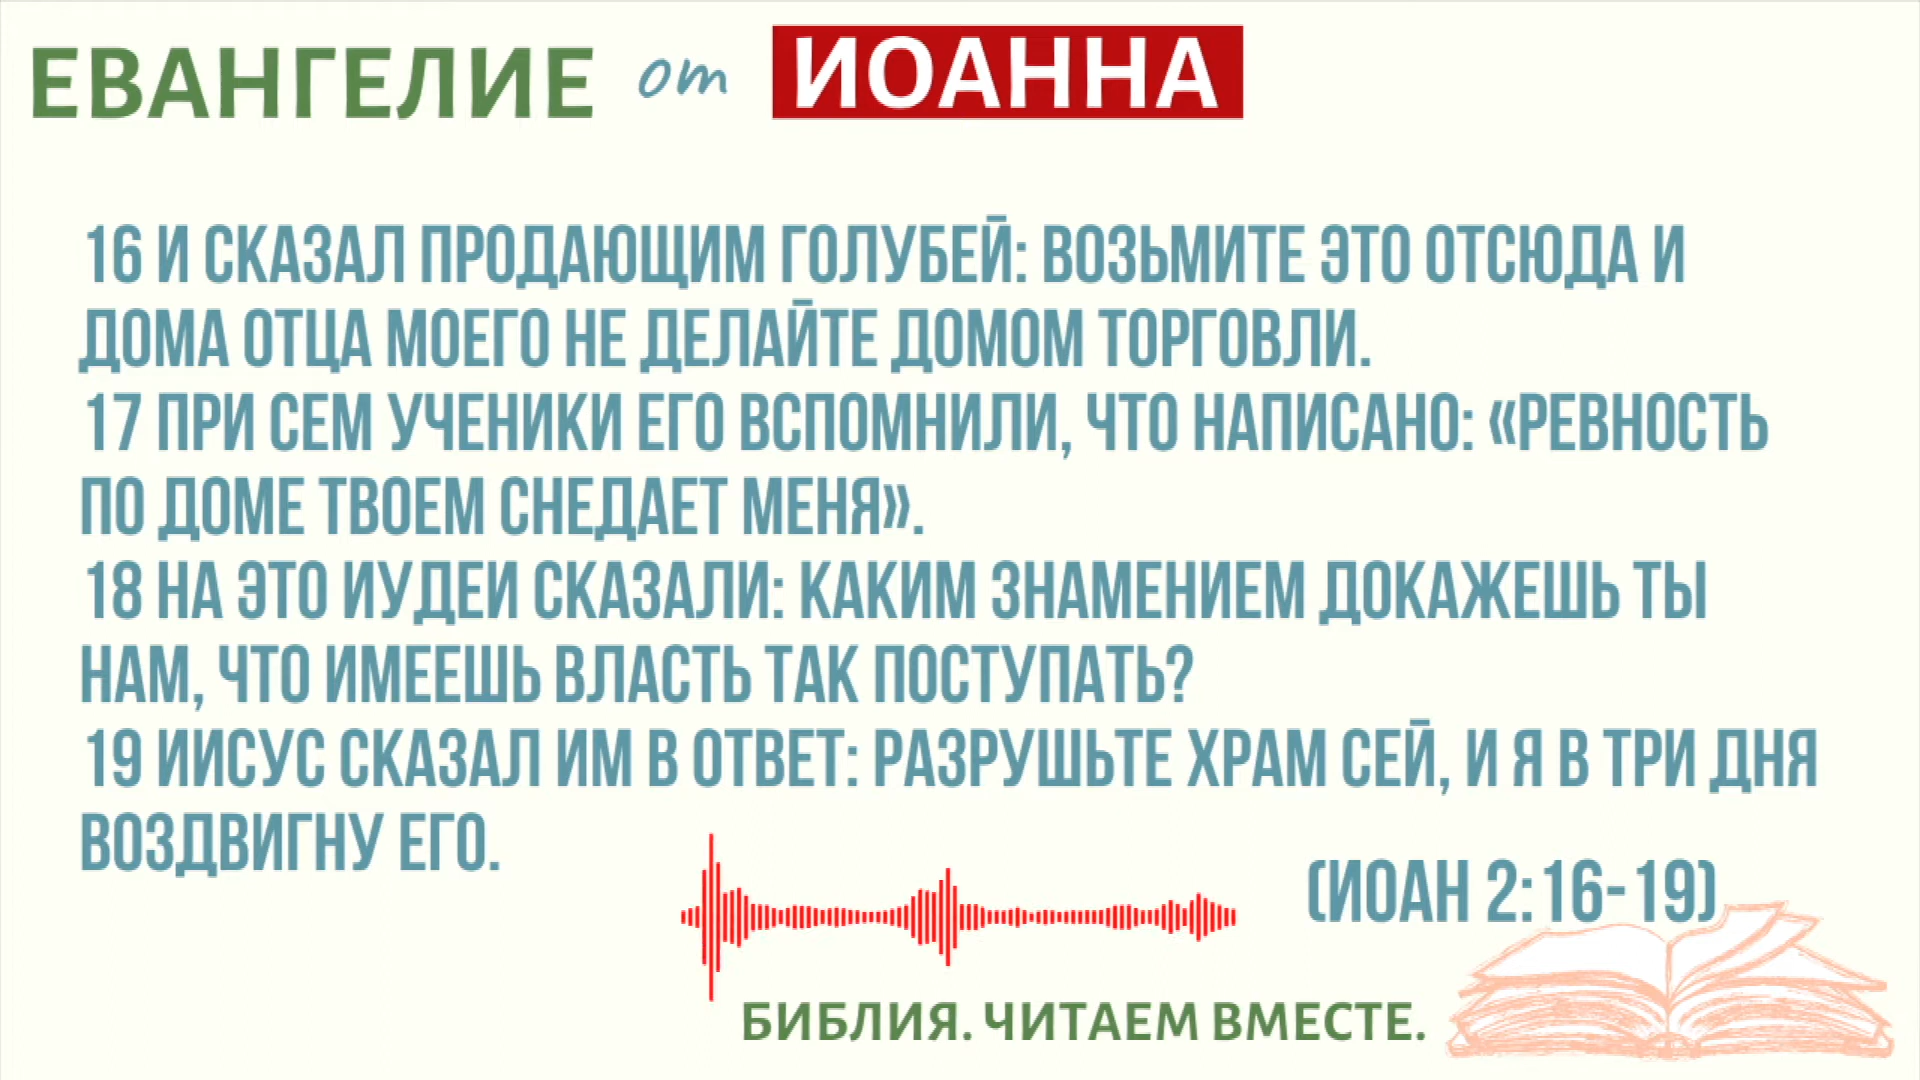 ЕВАНГЕЛИЕ от ИОАННА
16 И СКАЗАЛ ПРОДАЮЩИМ ГОЛУБЕЙ: ВОЗЬМИТЕ ЭТО ОТСЮДА И
ДОМА ОТЦА МОЕГО НЕ ДЕЛАЙТЕ ДОМОМ ТОРГОВЛИ.
17 ПРИ СЕМ УЧЕНИКИ ЕГО ВСПОМНИЛИ, ЧТО НАПИСАНО: «РЕВНОСТЬ
ПО ДОМЕ ТВОЕМ СНЕДАЕТ МЕНЯ».
18 НА ЭТО ИУДЕИ СКАЗАЛИ: КАКИМ ЗНАМЕНИЕМ ДОКАЖЕШЬ ТЫ
НАМ, ЧТО ИМЕЕШЬ ВЛАСТЬ ТАК ПОСТУПАТЬ?
19 ИИСУС СКАЗАЛ ИМ В ОТВЕТ: РАЗРУШЬТЕ ХРАМ СЕЙ, И Я В ТРИ ДНЯ
ВОЗДВИГНУ ЕГО.
(ИОАН 2:16-19)
БИБЛИЯ. ЧИТАЕМ ВМЕСТЕ.